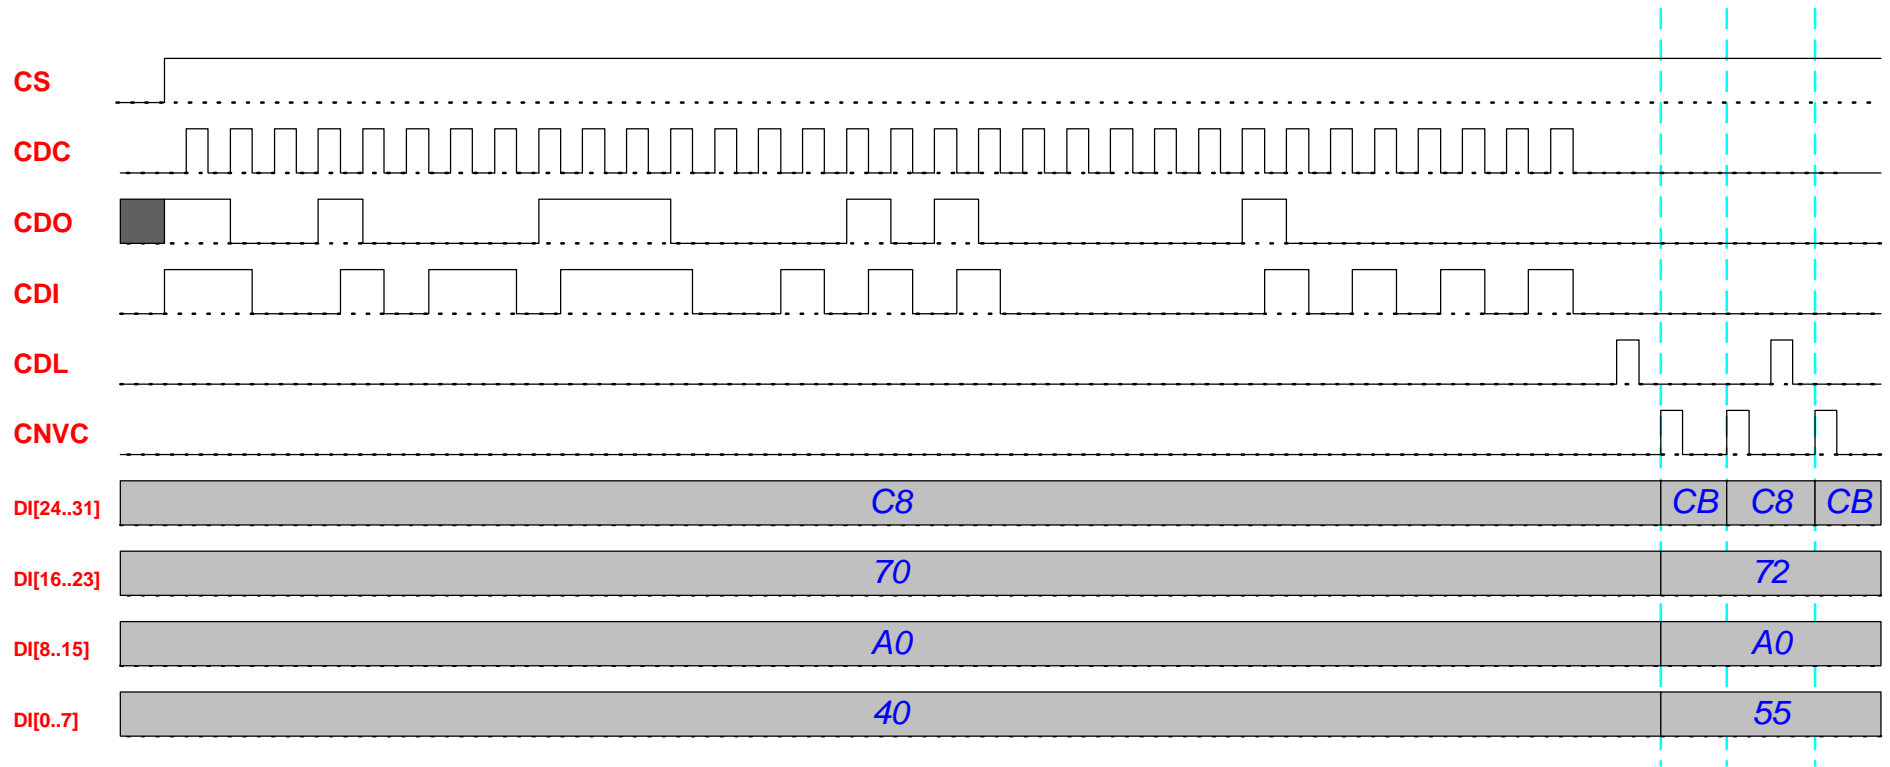 CS
CDC
CDO
CDI
CDL
CNVC
DI[24..31] C8 CB C8 CB
DI[16..23] 70 72
DI[8..15] A0 A0
DI[0..7] 40 55